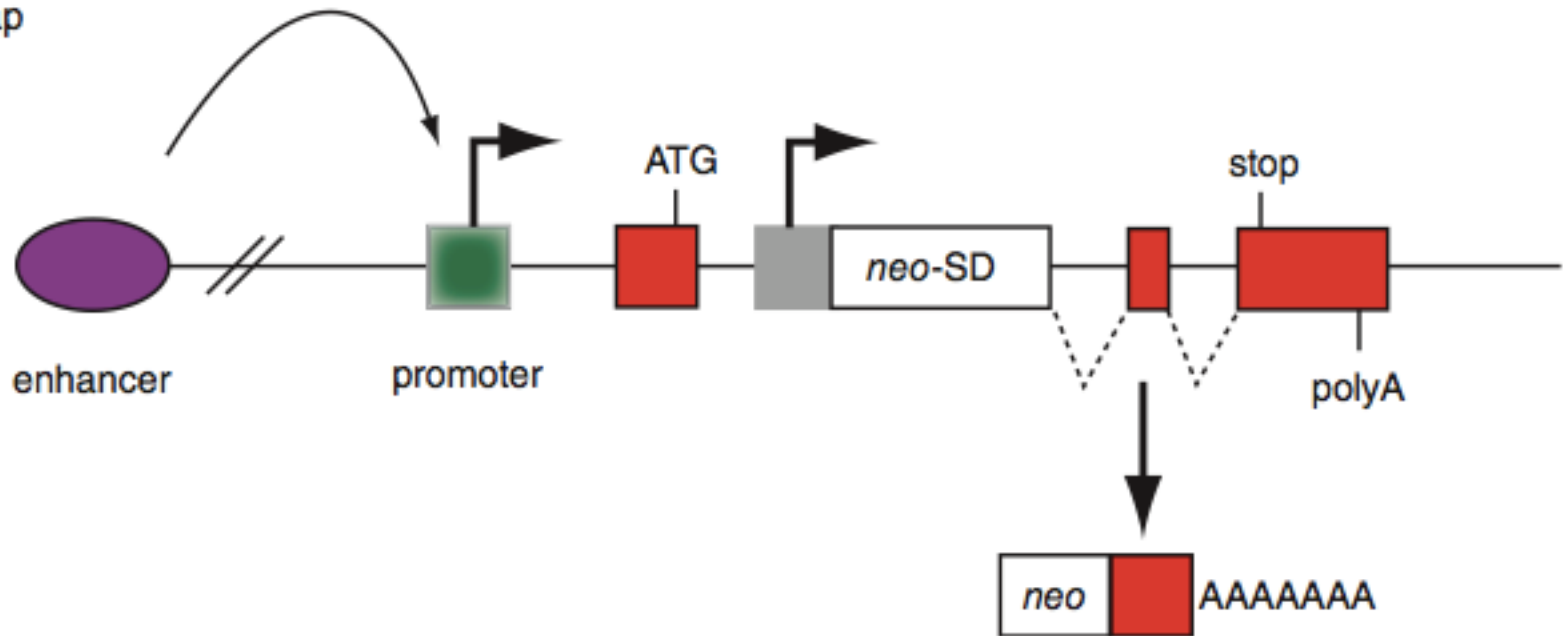 ATG
stop
neo-SD
enhancer
promoter
polyA
neo
AAAAAAA